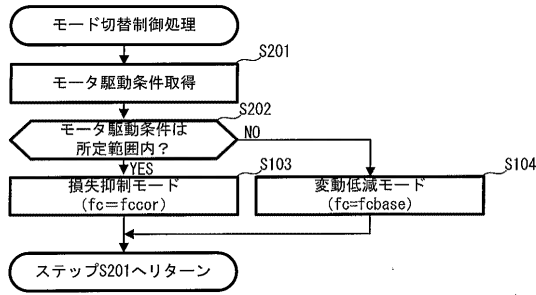 モード切替制御処理
S201
モータ駆動条件取得
S202
モータ駆動条件は
所定範囲内?
NO
YES
S103
損失抑制モード
(fc=fccor)
S104
変動低減モード
(fc=fcbase)
ステップS201へリターン